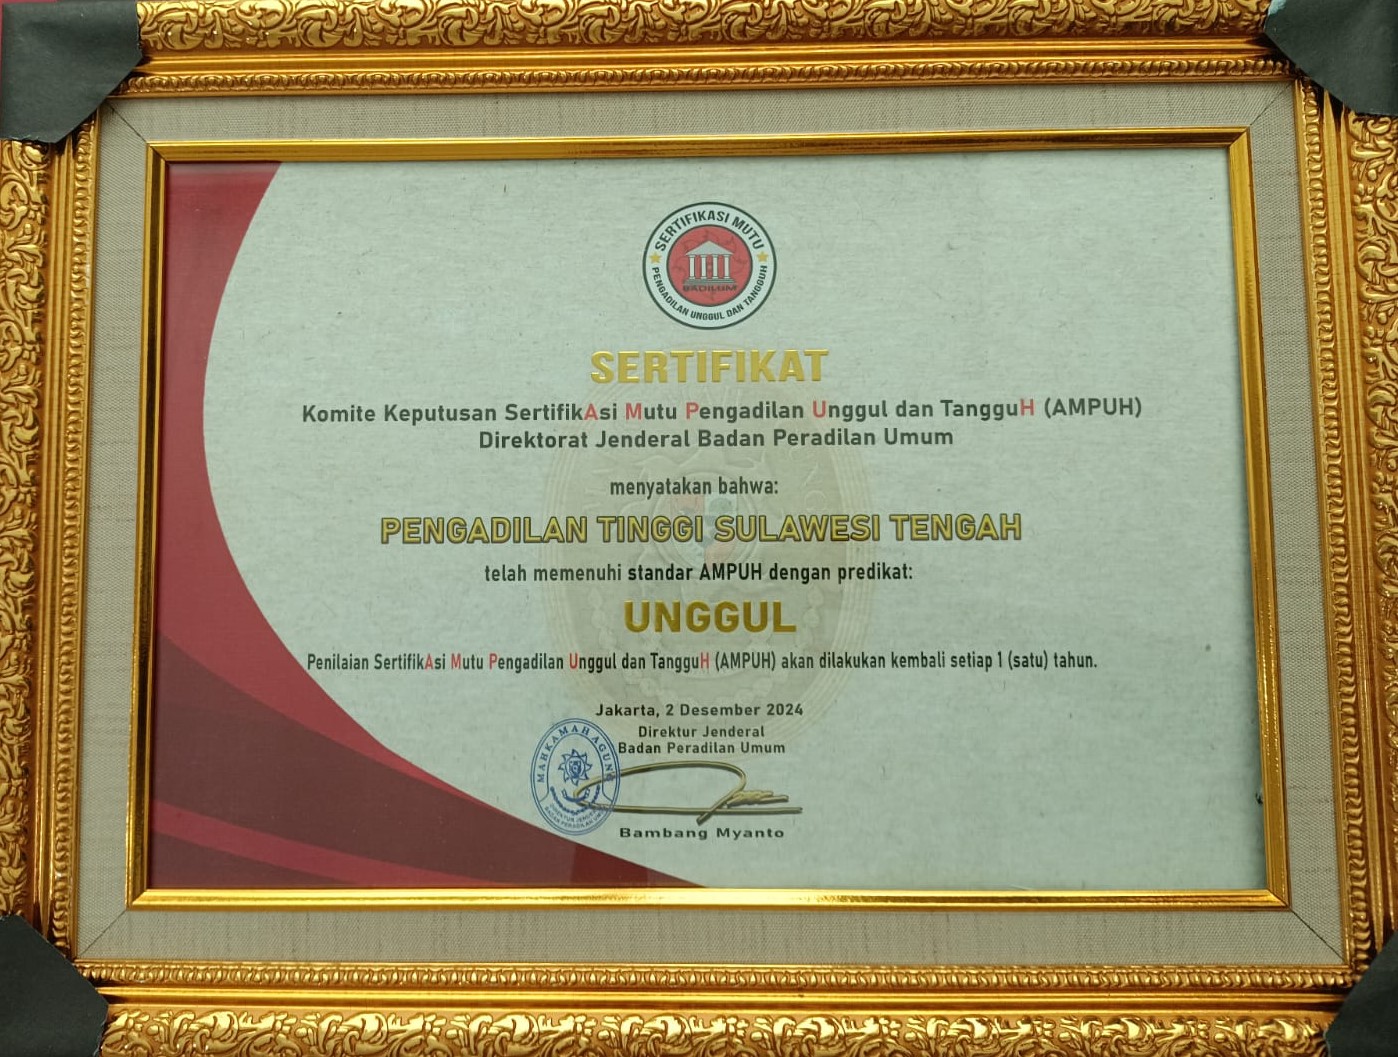 SERTIFIKASI MUTU
BADILUM
PENGADILAN UNGGUL DAN TANGGUH
SERTIFIKAT
Komite Keputusan SertifikAsi Mutu Pengadilan Unggul dan TangguH (AMPUH)
Direktorat Jenderal Badan Peradilan Umum
menyatakan bahwa:
PENGADILAN TINGGI SULAWESI TENGAH
telah memenuhi standar AMPUH dengan predikat:
UNGGUL
Penilaian SertifikAsi Mutu Pengadilan Unggul dan TangguH (AMPUH) akan dilakukan kembali setiap 1 (satu) tahun.
Jakarta, 2 Desember 2024
Direktur Jenderal
Badan Peradilan Umum
MAHKAMAH AGUNG
Bambang Myanto